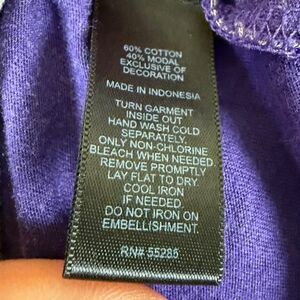 60% COTTON
40% MODAL
EXCLUSIVE OF
DECORATION
MADE IN INDONESIA
TURN GARMENT
INSIDE OUT
HAND WASH COLD
SEPARATELY.
ONLY NON-CHLORINE
BLEACH WHEN NEEDED.
REMOVE PROMPTLY
LAY FLAT TO DRY.
COOL IRON
IF NEEDED.
DO NOT IRON ON
EMBELLISHMENT.
RN# 55285